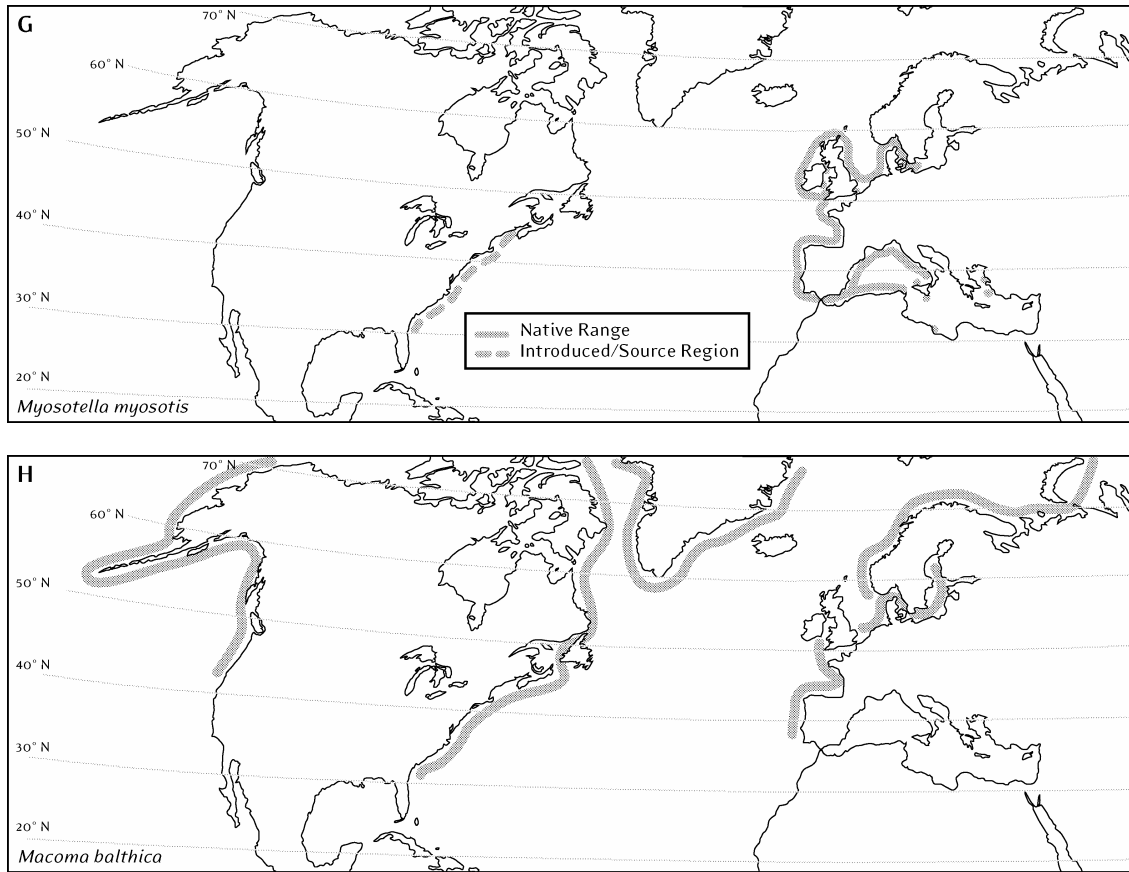 G
70° N
60° N
50° N
40° N
30° N
20° N
Native Range
Introduced/Source Region
Myosotella myosotis
H
70° N
60° N
50° N
40° N
30° N
20° N
Macoma balthica